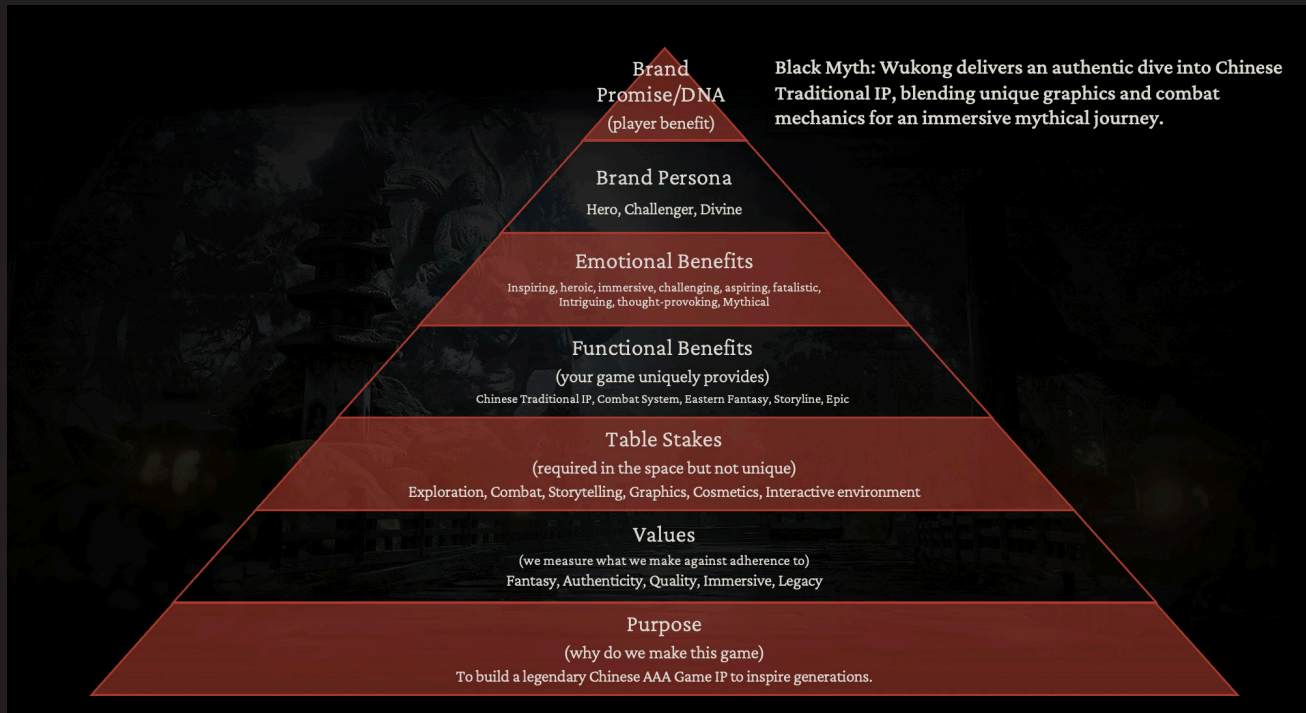 Brand
Promise/DNA
(player benefit)
Black Myth: Wukong delivers an authentic dive into Chinese
Traditional IP, blending unique graphics and combat
mechanics for an immersive mythical journey.
Brand Persona
Hero, Challenger, Divine
Emotional Benefits
Inspiring, heroic, immersive, challenging, aspiring, fatalistic,
Intriguing, thought-provoking, Mythical
Functional Benefits
(your game uniquely provides)
Chinese Traditional IP, Combat System, Eastern Fantasy, Storyline, Epic
Table Stakes
(required in the space but not unique)
Exploration, Combat, Storytelling, Graphics, Cosmetics, Interactive environment
Values
(we measure what we make against adherence to)
Fantasy, Authenticity, Quality, Immersive, Legacy
Purpose
(why do we make this game)
To build a legendary Chinese AAA Game IP to inspire generations.